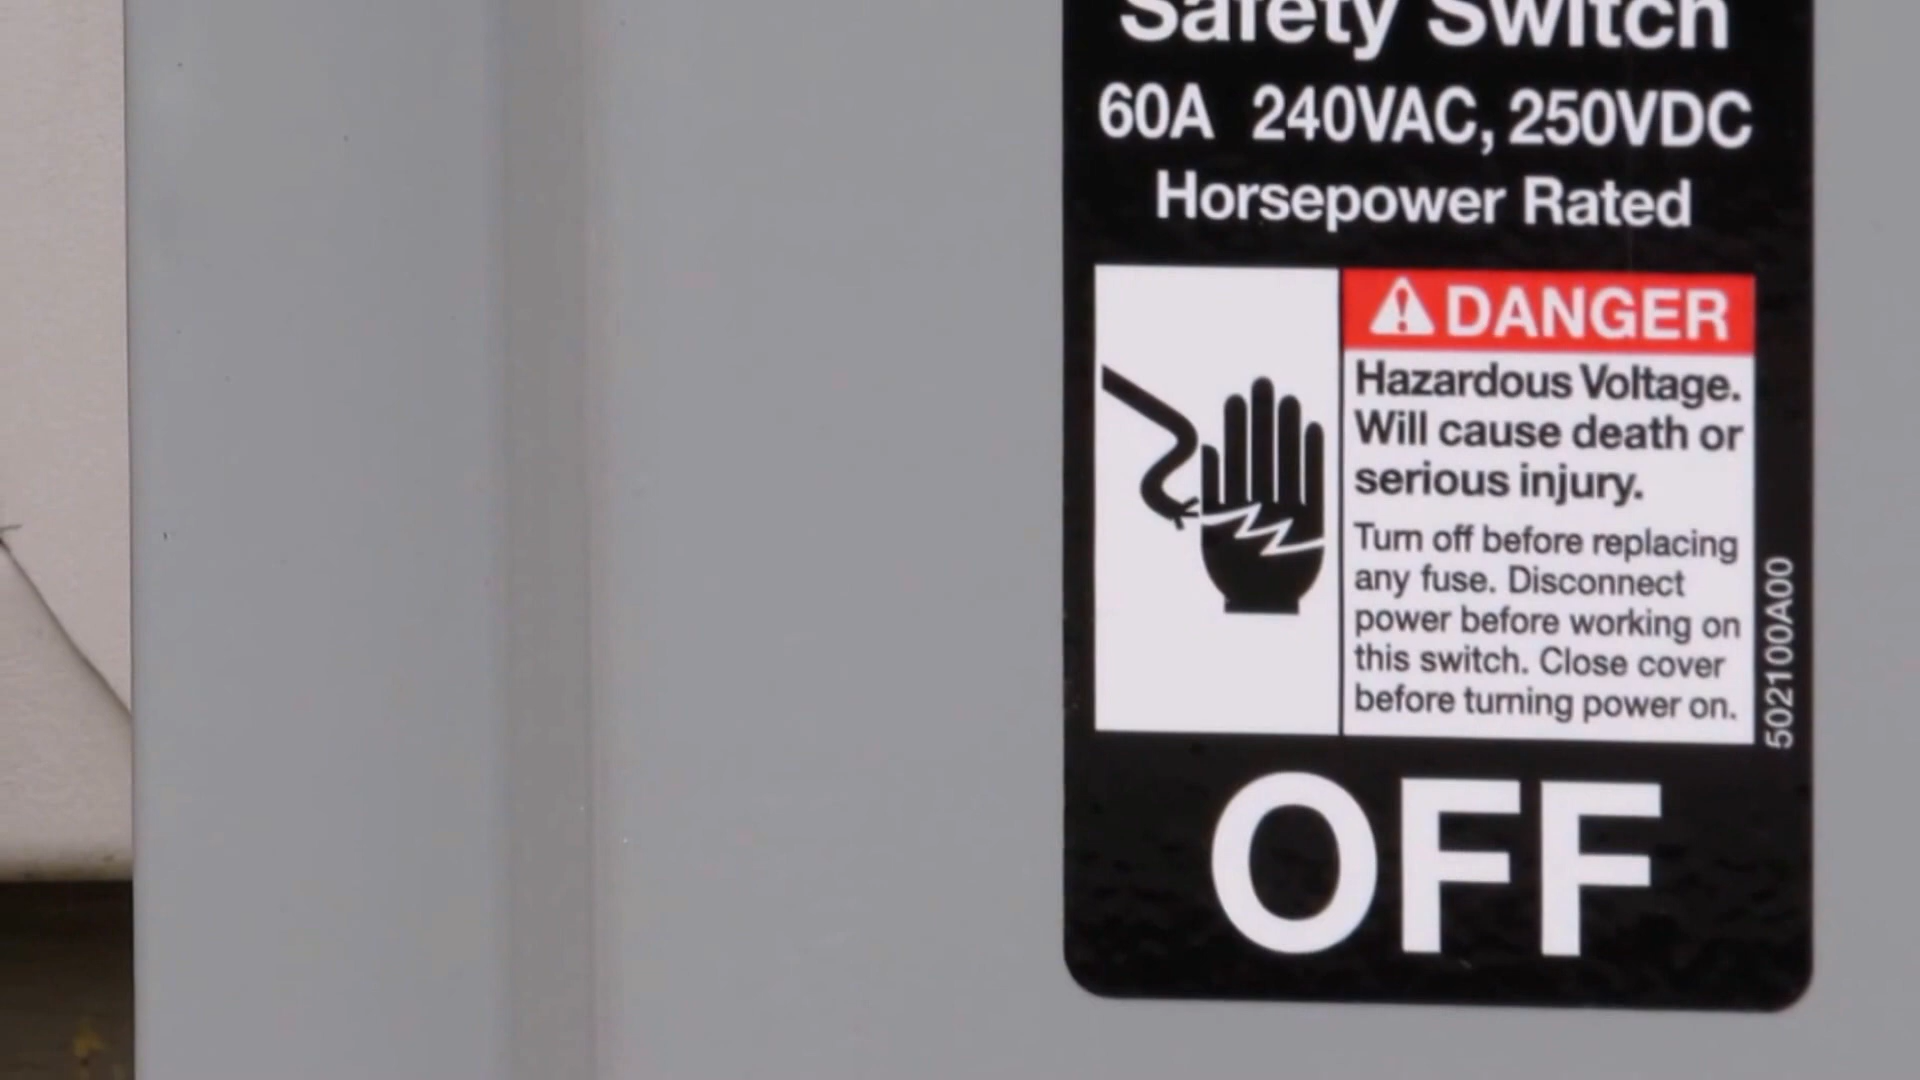 Safety Switch
60A 240VAC, 250VDC
Horsepower Rated
DANGER
Hazardous Voltage.
Will cause death or
serious injury.
Turn off before replacing
any fuse. Disconnect
power before working on
this switch. Close cover
before turning power on.
502100A00
OFF